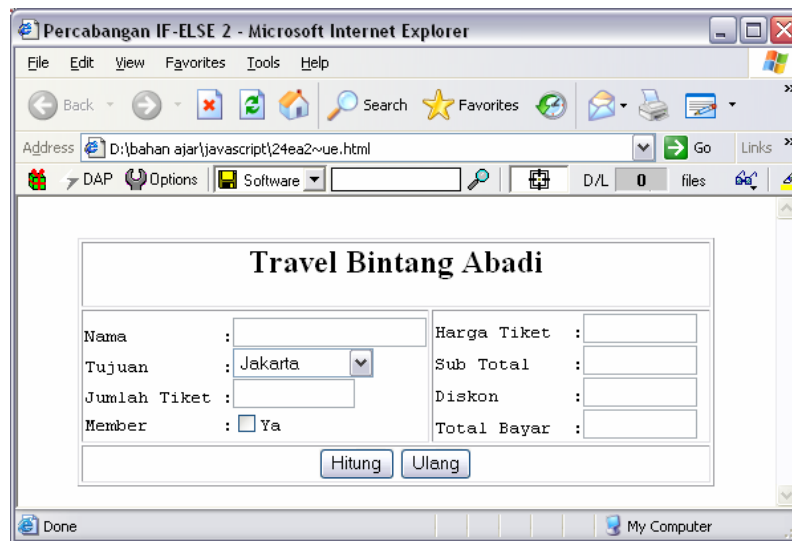 Percabangan IF-ELSE 2 - Microsoft Internet Explorer
File Edit View Favorites Tools Help
Back Search Favorites
Address D:\bahan ajar\javascript\24ea2~ue.html Go Links
DAP Options Software D/L 0 files
Travel Bintang Abadi
Nama :
Tujuan : Jakarta
Jumlah Tiket :
Member : Ya
Harga Tiket :
Sub Total :
Diskon :
Total Bayar :
Hitung Ulang
Done My Computer